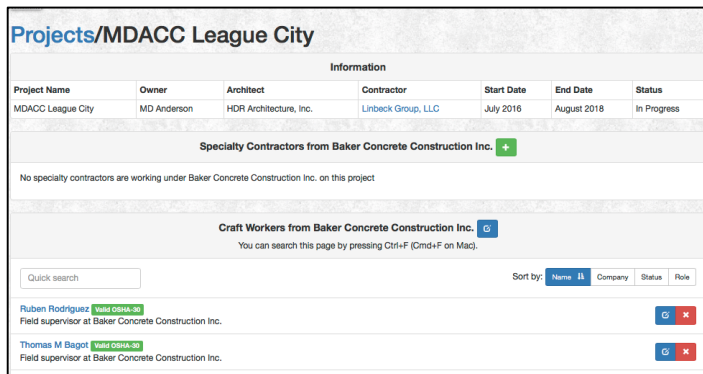 Projects/MDACC League City
Information
Project Name Owner Architect Contractor Start Date End Date Status
MDACC League City MD Anderson HDR Architecture, Inc. Linbeck Group, LLC July 2016 August 2018 In Progress
Specialty Contractors from Baker Concrete Construction Inc. +
No specialty contractors are working under Baker Concrete Construction Inc. on this project
Craft Workers from Baker Concrete Construction Inc.
You can search this page by pressing Ctrl+F (Cmd+F on Mac).
Quick search Sort by: Name Company Status Role
Ruben Rodriguez Valid OSHA-30
Field supervisor at Baker Concrete Construction Inc.
Thomas M Bagot Valid OSHA-30
Field supervisor at Baker Concrete Construction Inc.